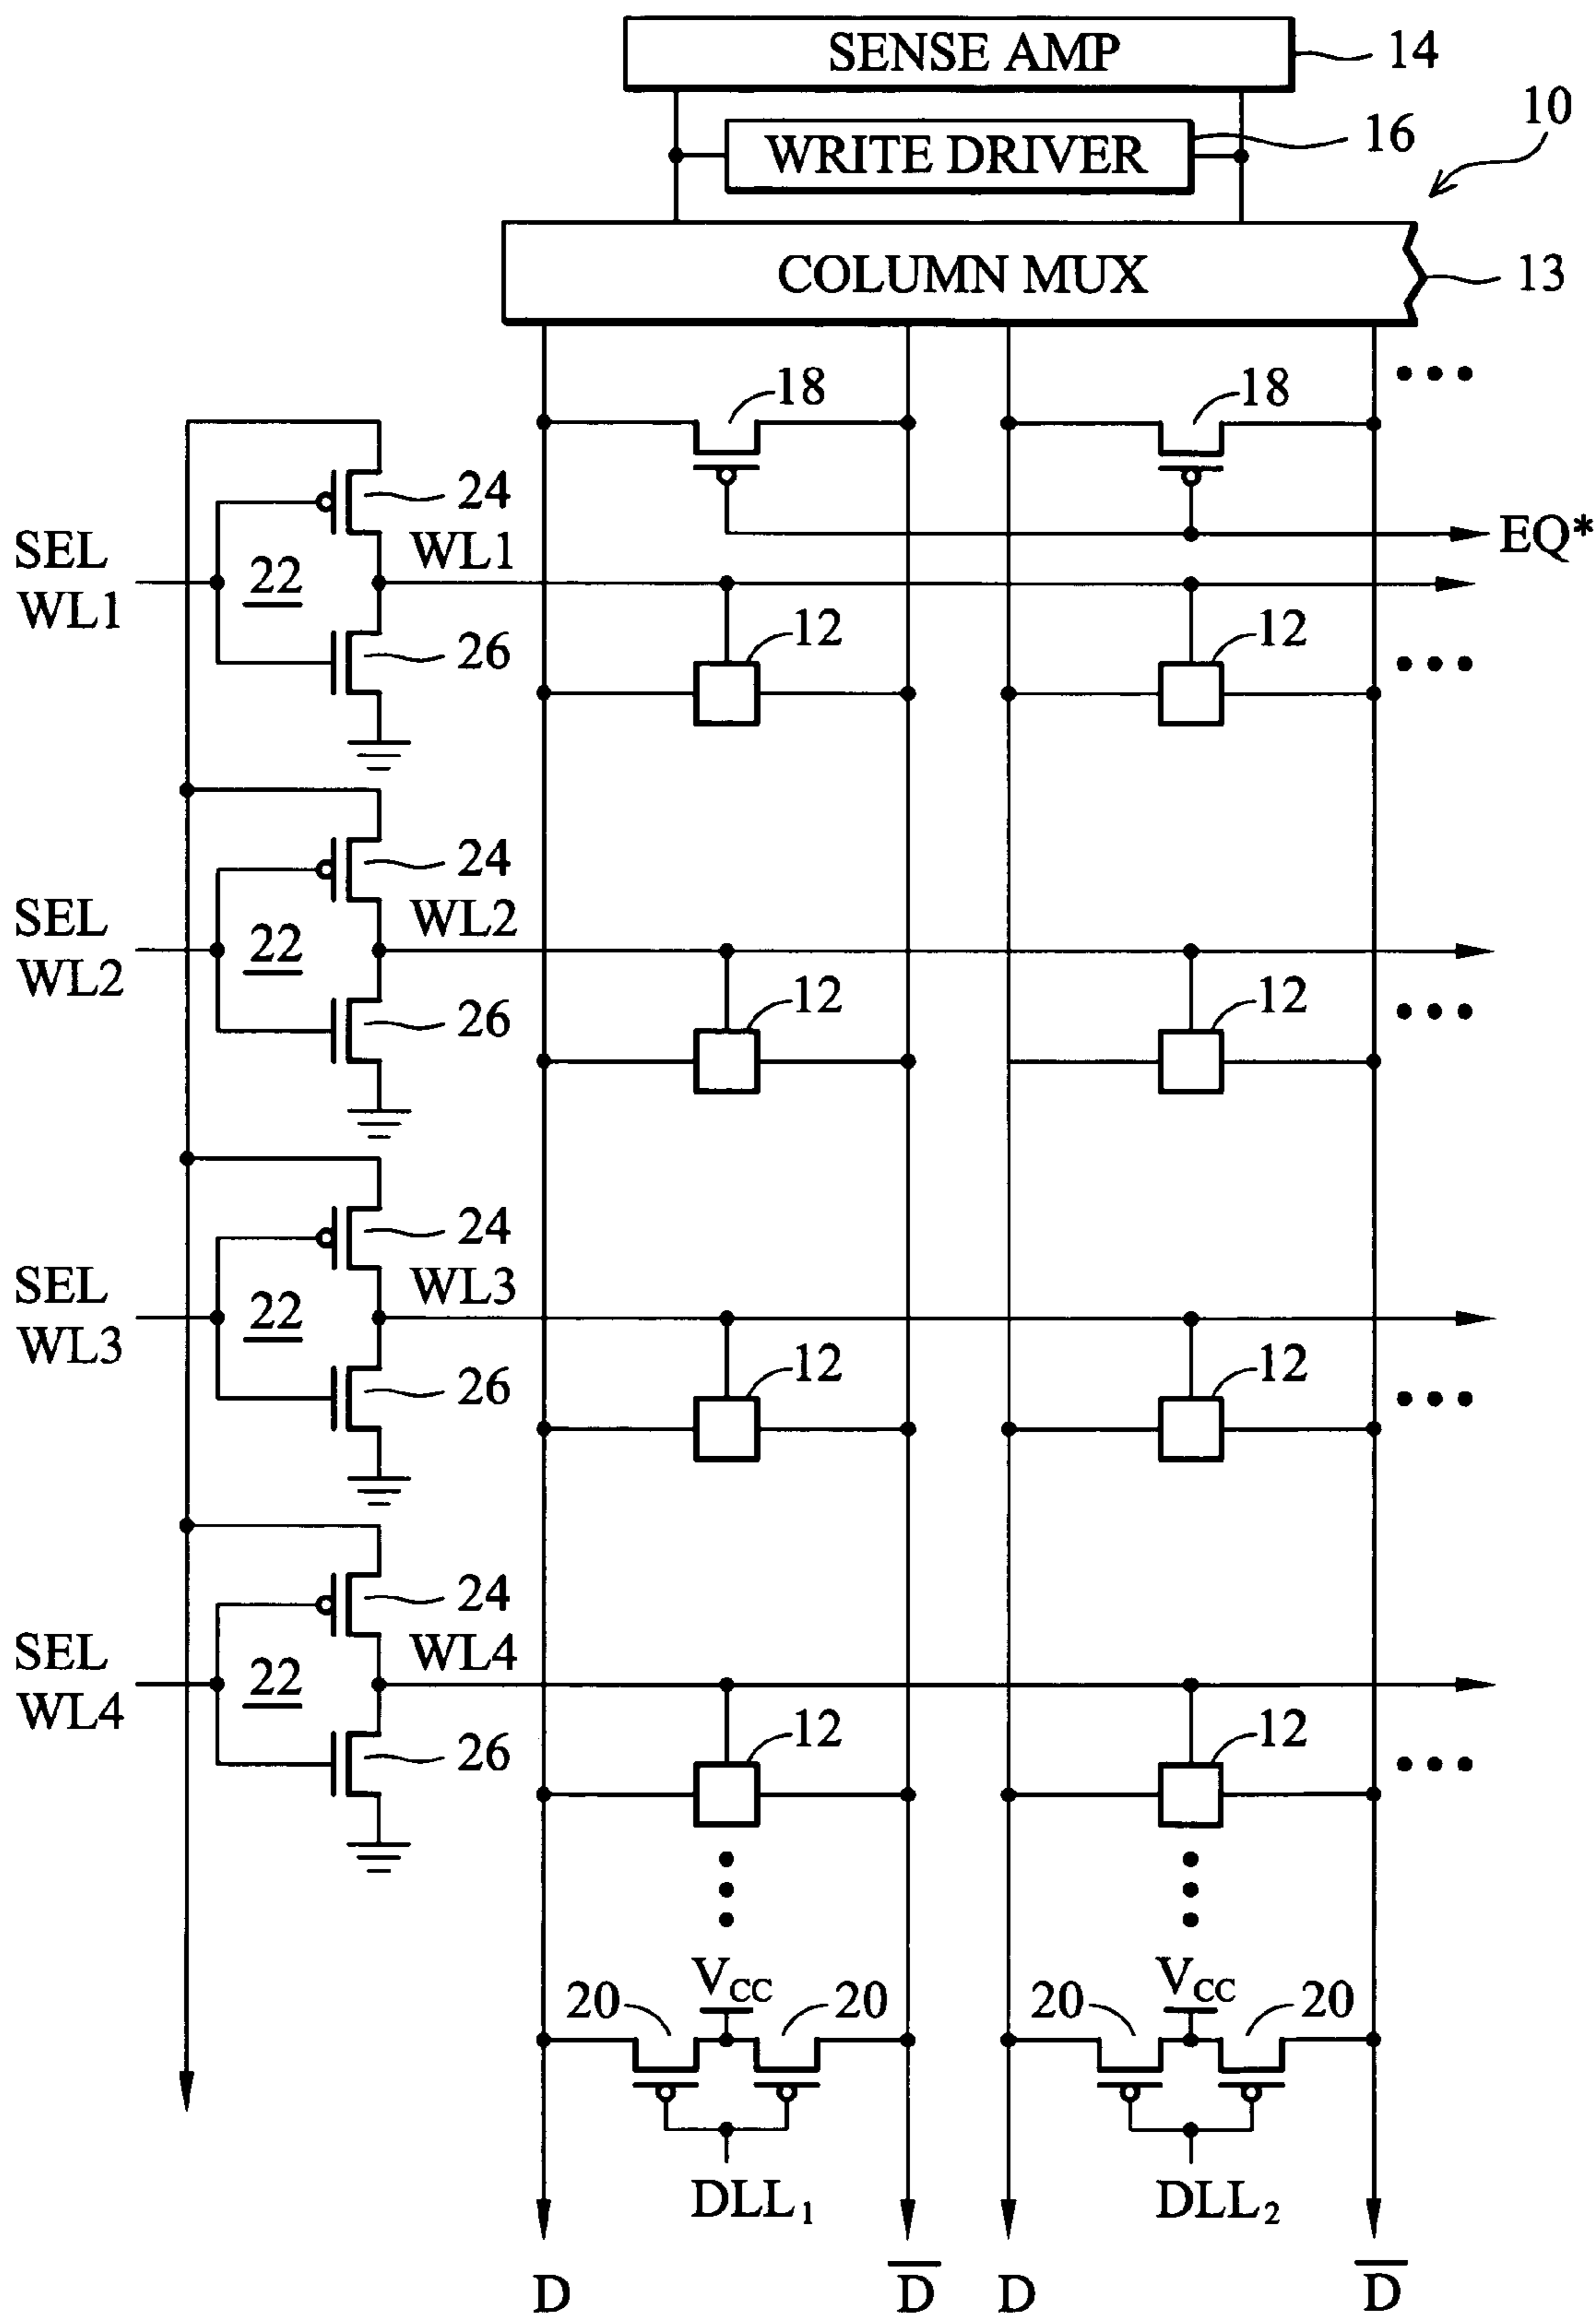 SENSE AMP
14
10
WRITE DRIVER
16
COLUMN MUX
13
18
18
24
EQ*
SEL
WL1
22
WL1
26
12
12
24
SEL
WL2
22
WL2
26
12
12
24
SEL
WL3
22
WL3
26
12
12
24
SEL
WL4
22
WL4
26
12
12
20
VCC
20
20
VCC
20
DLL1
DLL2
D
D̅
D
D̅